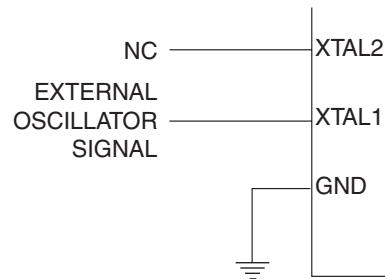 NC
XTAL2
EXTERNAL
OSCILLATOR
SIGNAL
XTAL1
GND